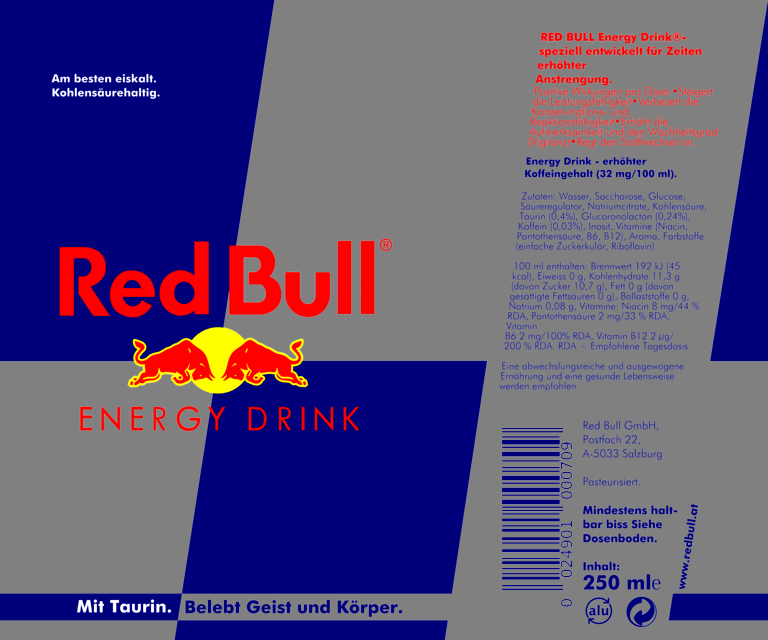 Am besten eiskalt.
Kohlensäurehaltig.
Red Bull®
ENERGY DRINK
Mit Taurin. Belebt Geist und Körper.
RED BULL Energy Drink®-
speziell entwickelt für Zeiten
erhöhter
Anstrengung.
Positive Wirkungen pro Dose:•Steigert
die Leistungsfähigkeit•Verbesert die
Konzentrations- und
Reaktionsfähigkeit•Erhöht die
Aufmerksamkeit und den Wachheitsgrad
(Vigilanz)•Regt den Stoffwechsel an.
Energy Drink - erhöhter
Koffeingehalt (32 mg/100 ml).
Zutaten: Wasser, Saccharose, Glucose,
Säureregulator, Natriumcitrate, Kohlensäure,
Taurin (0,4%), Glucoronolacton (0,24%),
Koffein (0,03%), Inosit, Vitamine (Niacin,
Pantothensäure, B6, B12), Aroma, Farbstoffe
(einfache Zuckerkulör, Riboflavin).
100 ml enthalten: Brennwert 192 kJ (45
kcal), Eiweiss 0 g, Kohlenhydrate 11,3 g
(davon Zucker 10,7 g), Fett 0 g (davon
gesättigte Fettsäuren 0 g), Ballaststoffe 0 g,
Natrium 0,08 g, Vitamine: Niacin 8 mg/44 %
RDA, Pantothensäure 2 mg/33 % RDA,
Vitamin
B6 2 mg/100% RDA, Vitamin B12 2 µg/
200 % RDA. RDA - Empfohlene Tagesdosis
Eine abwechslungsreiche und ausgewogene
Ernährung und eine gesunde Lebensweise
werden empfohlen.
0 024901 000709
Red Bull GmbH,
Postfach 22,
A-5033 Salzburg
Pasteurisiert.
Mindestens halt-
bar biss Siehe
Dosenboden.
Inhalt:
250 ml℮
alu
www.redbull.at